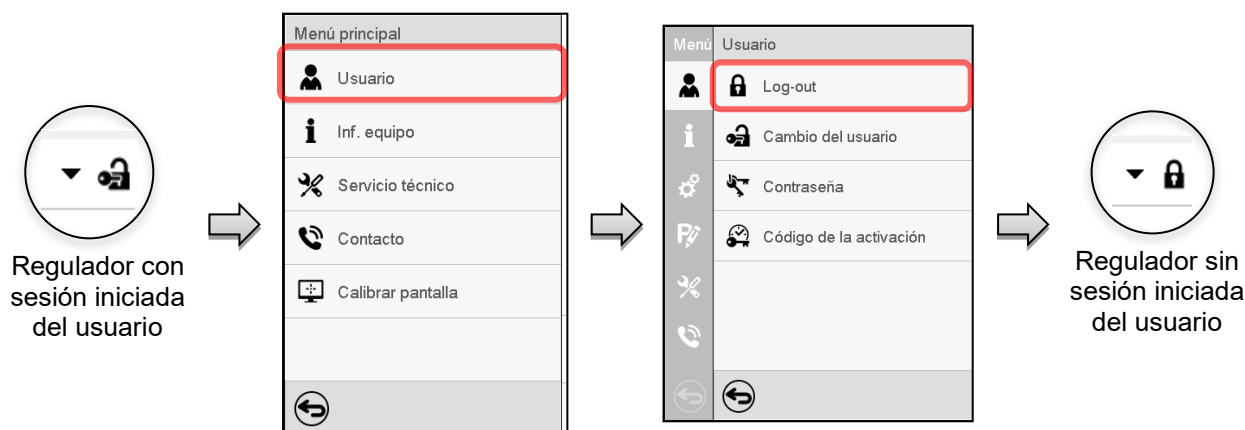 Regulador con
sesión iniciada
del usuario
Menú principal
Usuario
Inf. equipo
Servicio técnico
Contacto
Calibrar pantalla
Menú
Usuario
Log-out
Cambio del usuario
Contraseña
Código de la activación
Regulador sin
sesión iniciada
del usuario